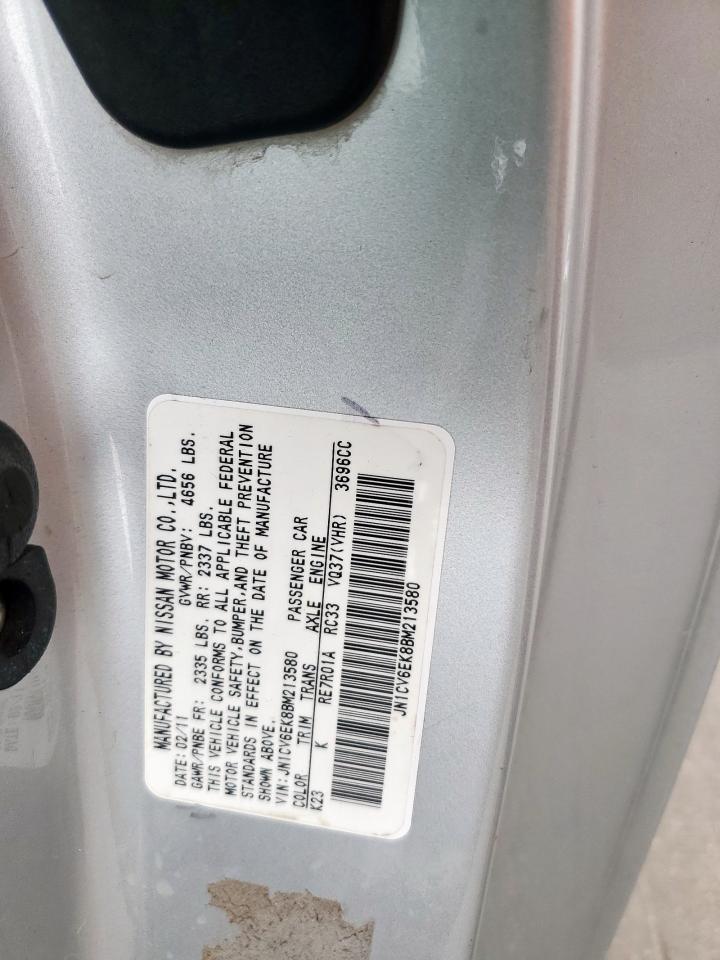 MANUFACTURED BY NISSAN MOTOR CO.,LTD.
DATE: 02/11 GVWR/PNBV: 4656 LBS.
GAWR/PNBE FR: 2335 LBS. RR: 2337 LBS.
THIS VEHICLE CONFORMS TO ALL APPLICABLE FEDERAL
MOTOR VEHICLE SAFETY,BUMPER,AND THEFT PREVENTION
STANDARDS IN EFFECT ON THE DATE OF MANUFACTURE
SHOWN ABOVE.
VIN:JN1CV6EK8BM213580 PASSENGER CAR
COLOR TRIM TRANS AXLE ENGINE
K23 K RE7R01A RC33 VQ37(VHR) 3696CC
JN1CV6EK8BM213580